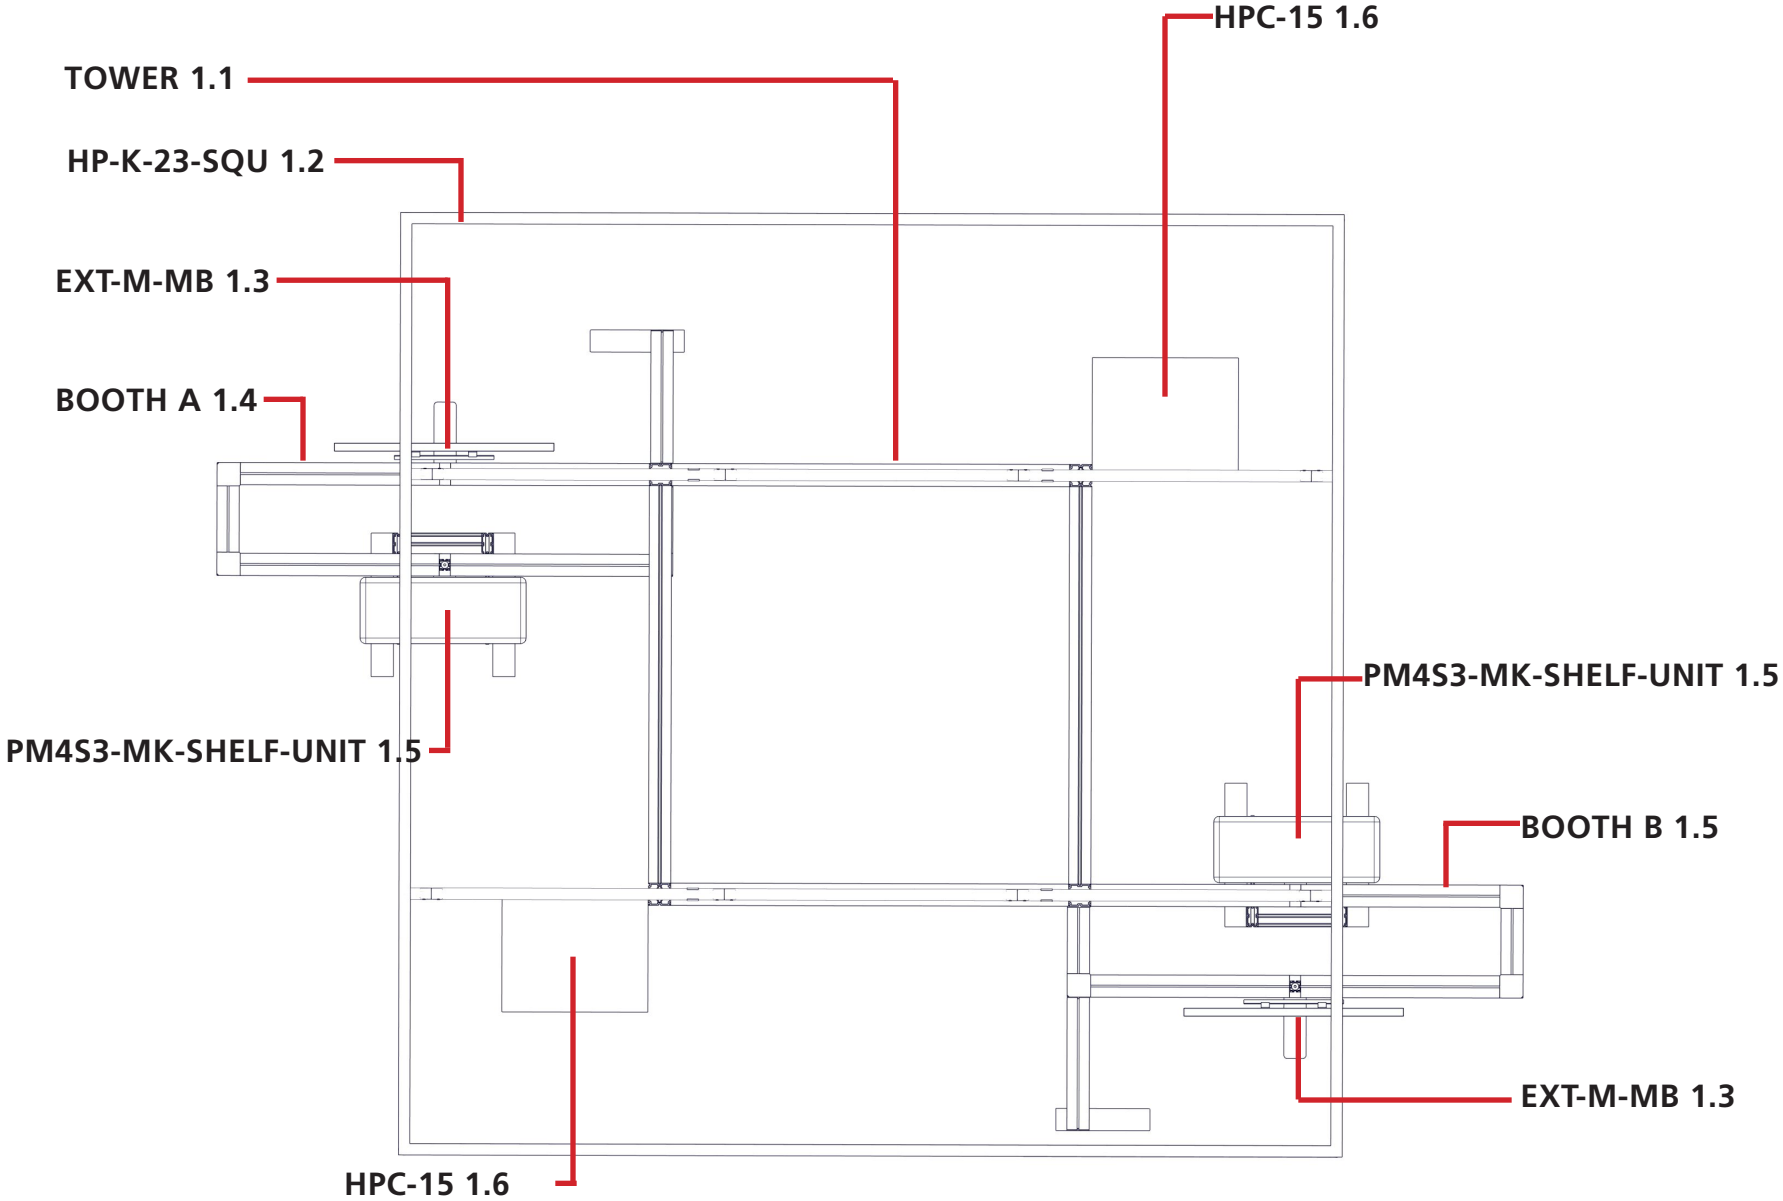 HPC-15 1.6
TOWER 1.1
HP-K-23-SQU 1.2
EXT-M-MB 1.3
BOOTH A 1.4
PM4S3-MK-SHELF-UNIT 1.5
PM4S3-MK-SHELF-UNIT 1.5
BOOTH B 1.5
EXT-M-MB 1.3
HPC-15 1.6